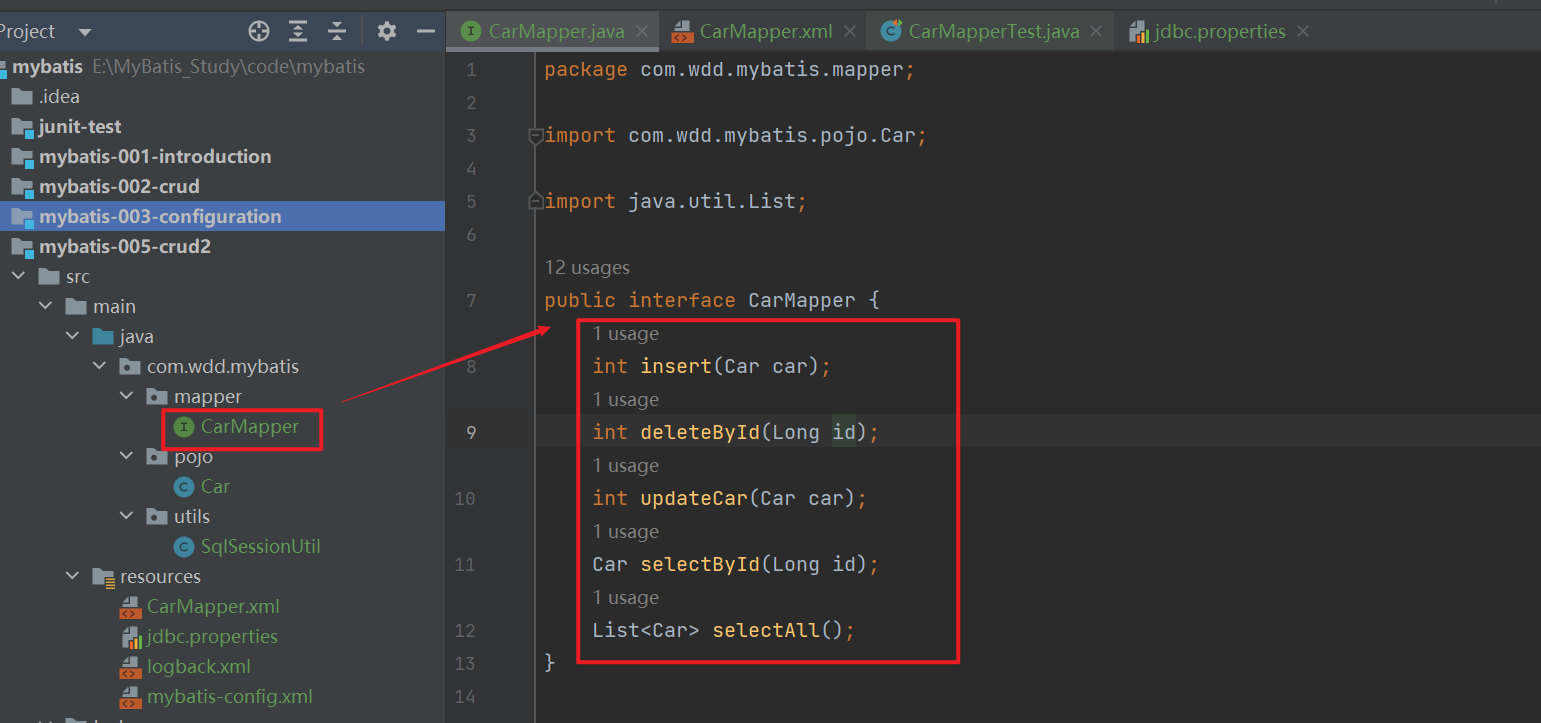 Project
mybatis E:\MyBatis_Study\code\mybatis
.idea
junit-test
mybatis-001-introduction
mybatis-002-crud
mybatis-003-configuration
mybatis-005-crud2
src
main
java
com.wdd.mybatis
mapper
CarMapper
pojo
Car
utils
SqlSessionUtil
resources
CarMapper.xml
jdbc.properties
logback.xml
mybatis-config.xml
CarMapper.java
CarMapper.xml
CarMapperTest.java
jdbc.properties
1 package com.wdd.mybatis.mapper;
2
3 import com.wdd.mybatis.pojo.Car;
4
5 import java.util.List;
6
12 usages
7 public interface CarMapper {
1 usage
8 int insert(Car car);
1 usage
9 int deleteById(Long id);
1 usage
10 int updateCar(Car car);
1 usage
11 Car selectById(Long id);
1 usage
12 List<Car> selectAll();
13 }
14